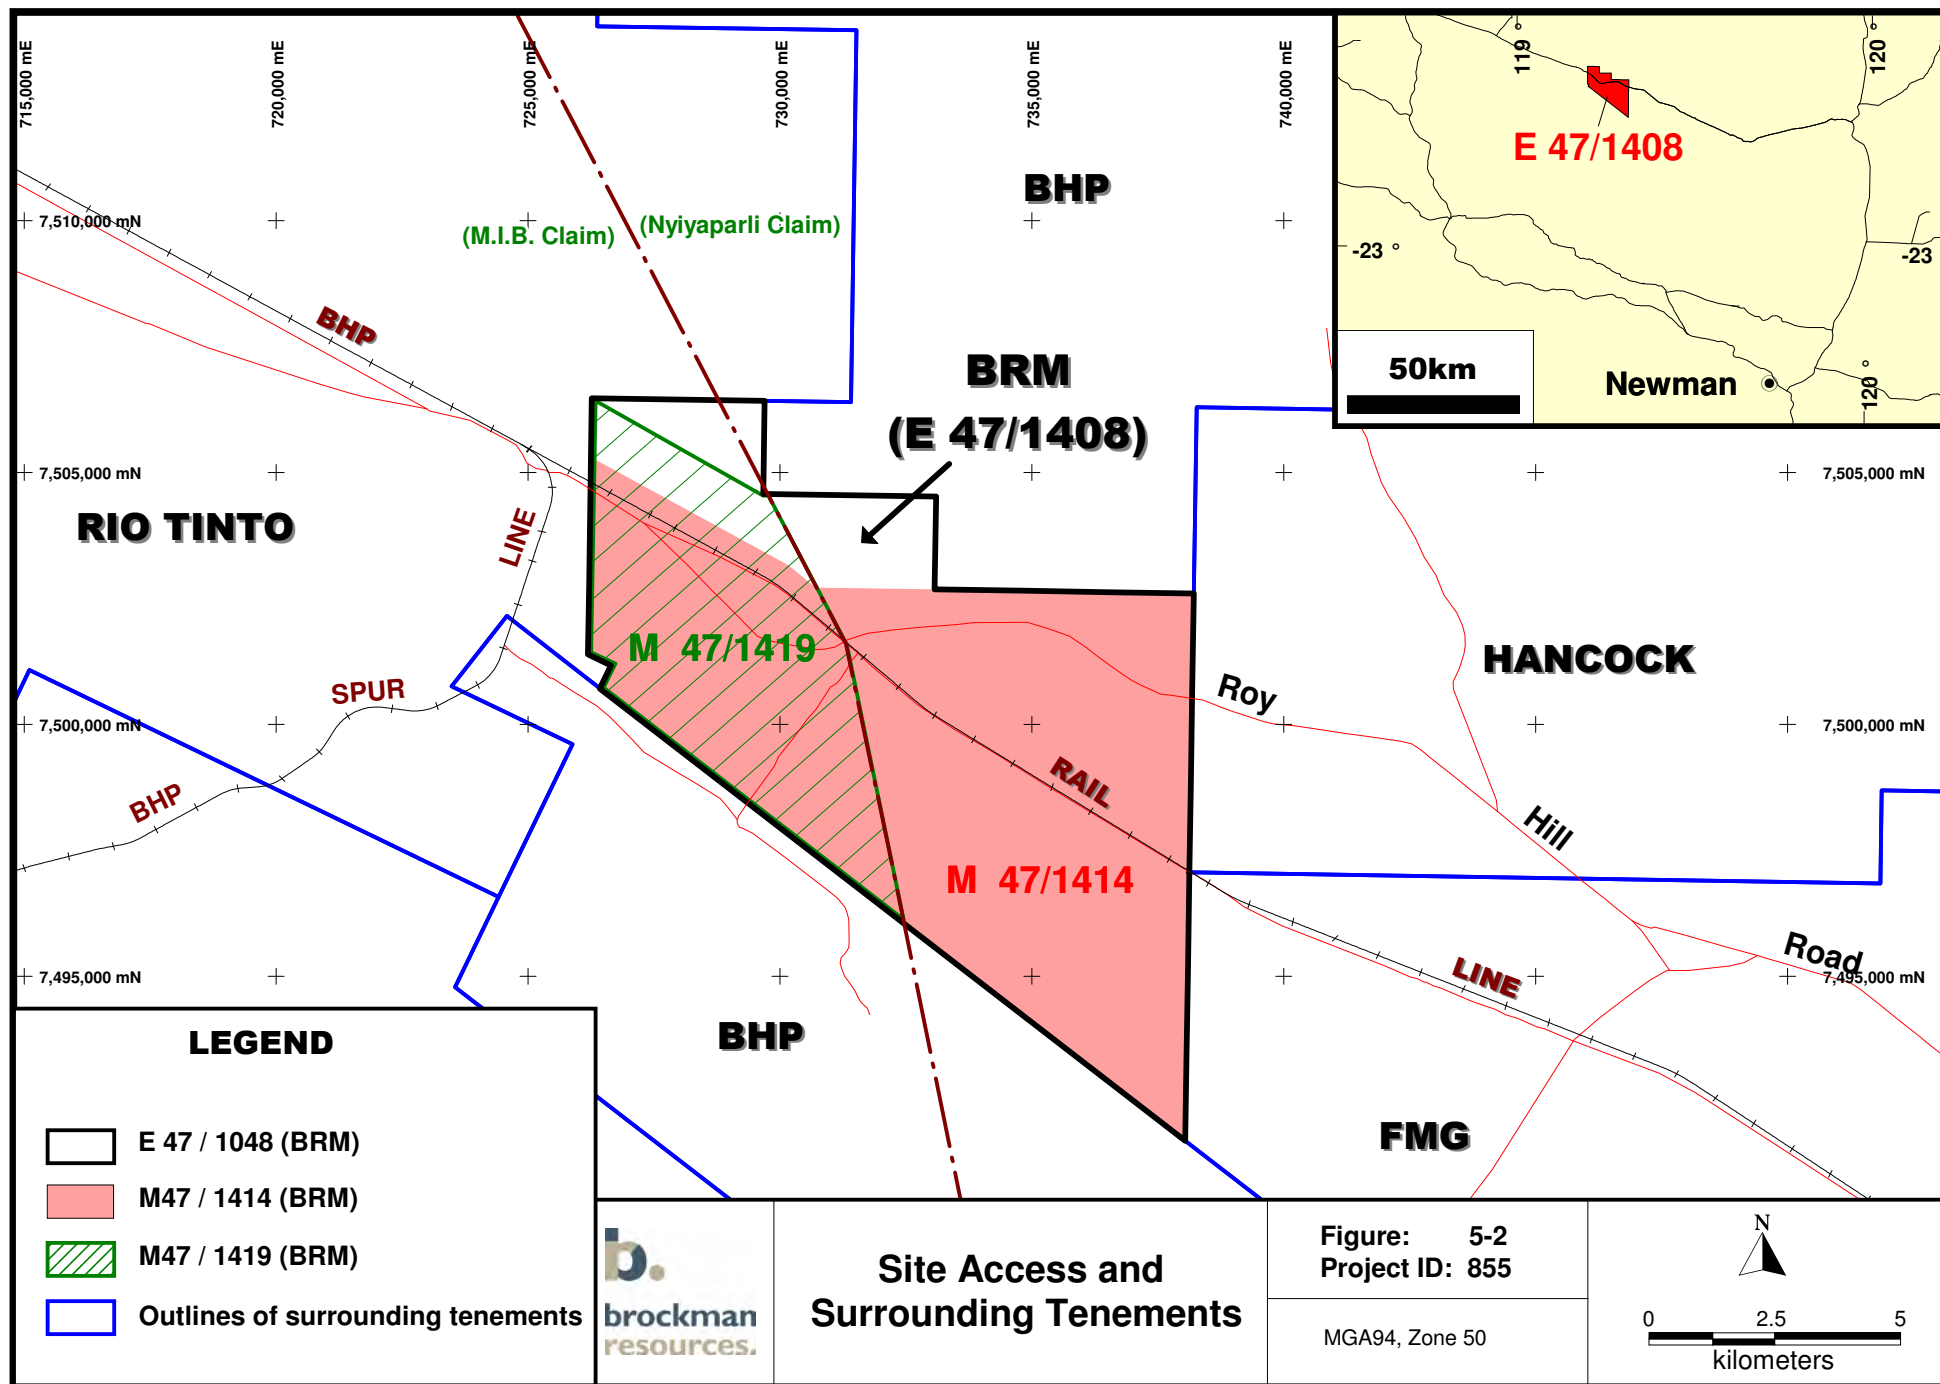 715,000 mE
720,000 mE
725,000 mE
730,000 mE
735,000 mE
740,000 mE
119 °
120 °
E 47/1408
-23 °
-23
50km
Newman
120 °
BHP
7,510,000 mN
(M.I.B. Claim)
(Nyiyaparli Claim)
BHP
BRM
(E 47/1408)
7,505,000 mN
7,505,000 mN
RIO TINTO
LINE
M 47/1419
HANCOCK
SPUR
Roy
7,500,000 mN
7,500,000 mN
BHP
RAIL
Hill
M 47/1414
Road
7,495,000 mN
LINE
7,495,000 mN
BHP
FMG
LEGEND
E 47 / 1048 (BRM)
M47 / 1414 (BRM)
M47 / 1419 (BRM)
Outlines of surrounding tenements
b.
brockman
resources.
Site Access and
Surrounding Tenements
Figure: 5-2
Project ID: 855
MGA94, Zone 50
N
0 2.5 5
kilometers